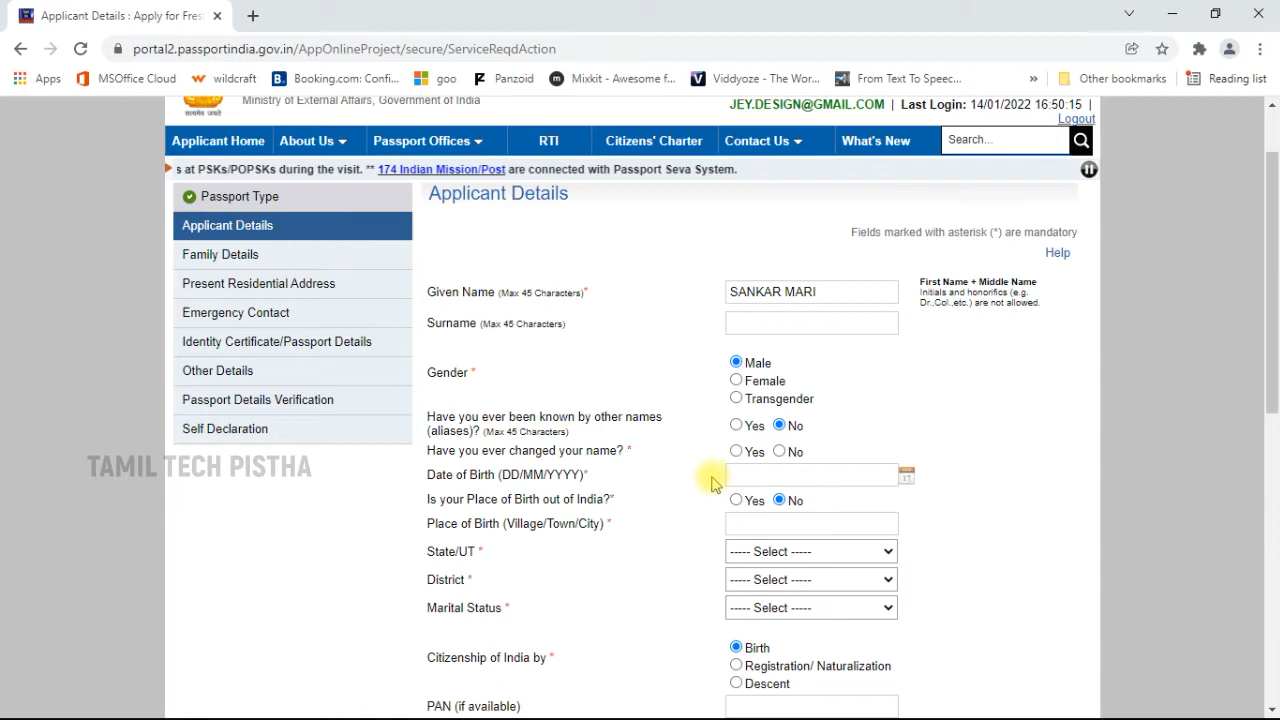 Applicant Details : Apply for Fres
portal2.passportindia.gov.in/AppOnlineProject/secure/ServiceReqdAction
Apps MSOffice Cloud wildcraft Booking.com: Confi... gox Panzoid Mixkit - Awesome f... Viddyoze - The Wor... From Text To Speec... » Other bookmarks Reading list
सत्यमेव जयते
Ministry of External Affairs, Government of India
JEY.DESIGN@GMAIL.COM | Last Login: 14/01/2022 16:50:15 |
Logout
Applicant Home About Us Passport Offices RTI Citizens' Charter Contact Us What's New Search...
s at PSKs/POPSKs during the visit. ** 174 Indian Mission/Post are connected with Passport Seva System.
Passport Type
Applicant Details
Family Details
Present Residential Address
Emergency Contact
Identity Certificate/Passport Details
Other Details
Passport Details Verification
Self Declaration
TAMIL TECH PISTHA
Applicant Details
Fields marked with asterisk (*) are mandatory
Help
Given Name (Max 45 Characters)* SANKAR MARI
First Name + Middle Name
Initials and honorifics (e.g.
Dr.,Col.,etc.) are not allowed.
Surname (Max 45 Characters)
Gender *
Male
Female
Transgender
Have you ever been known by other names
(aliases)? (Max 45 Characters)
Yes No
Have you ever changed your name? * Yes No
Date of Birth (DD/MM/YYYY)*
17
Is your Place of Birth out of India?* Yes No
Place of Birth (Village/Town/City) *
State/UT * ----- Select -----
District * ----- Select -----
Marital Status * ----- Select -----
Citizenship of India by *
Birth
Registration/ Naturalization
Descent
PAN (if available)